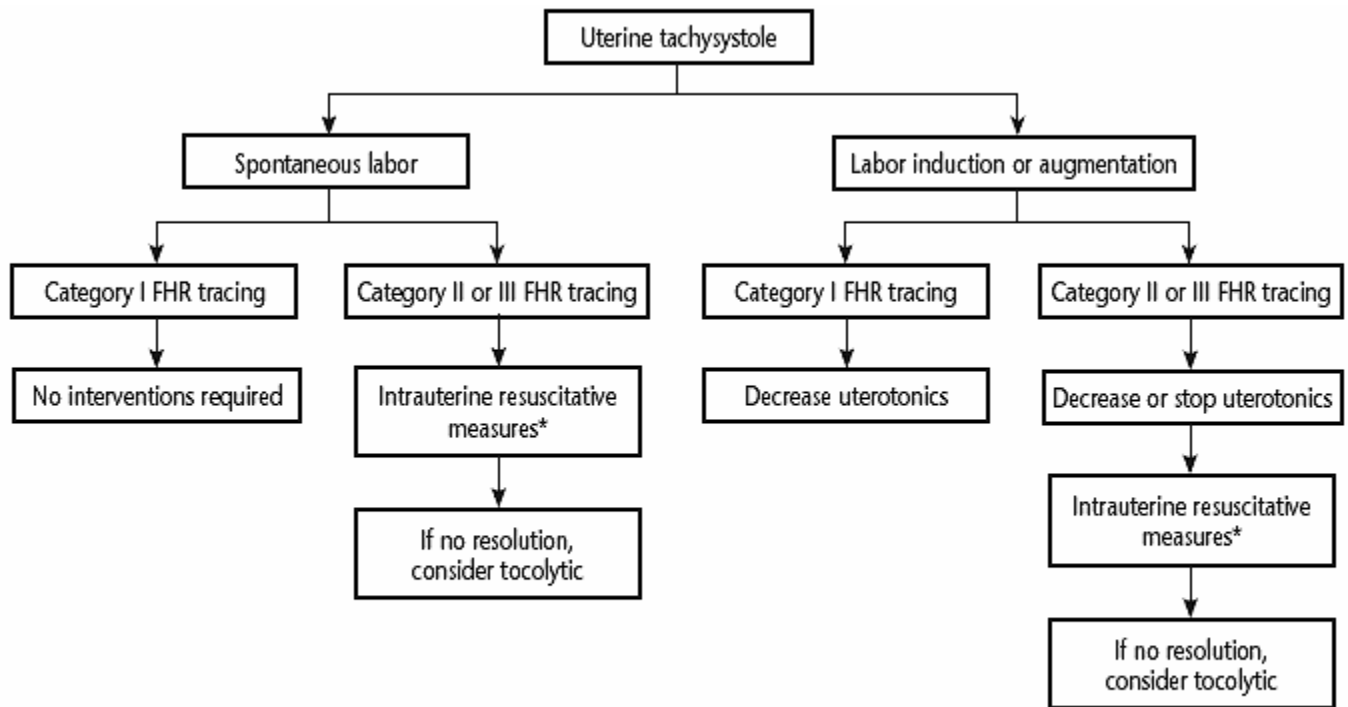 Uterine tachysystole
Spontaneous labor
Labor induction or augmentation
Category I FHR tracing
Category II or III FHR tracing
Category I FHR tracing
Category II or III FHR tracing
No interventions required
Intrauterine resuscitative
measures*
Decrease uterotonics
Decrease or stop uterotonics
If no resolution,
consider tocolytic
Intrauterine resuscitative
measures*
If no resolution,
consider tocolytic